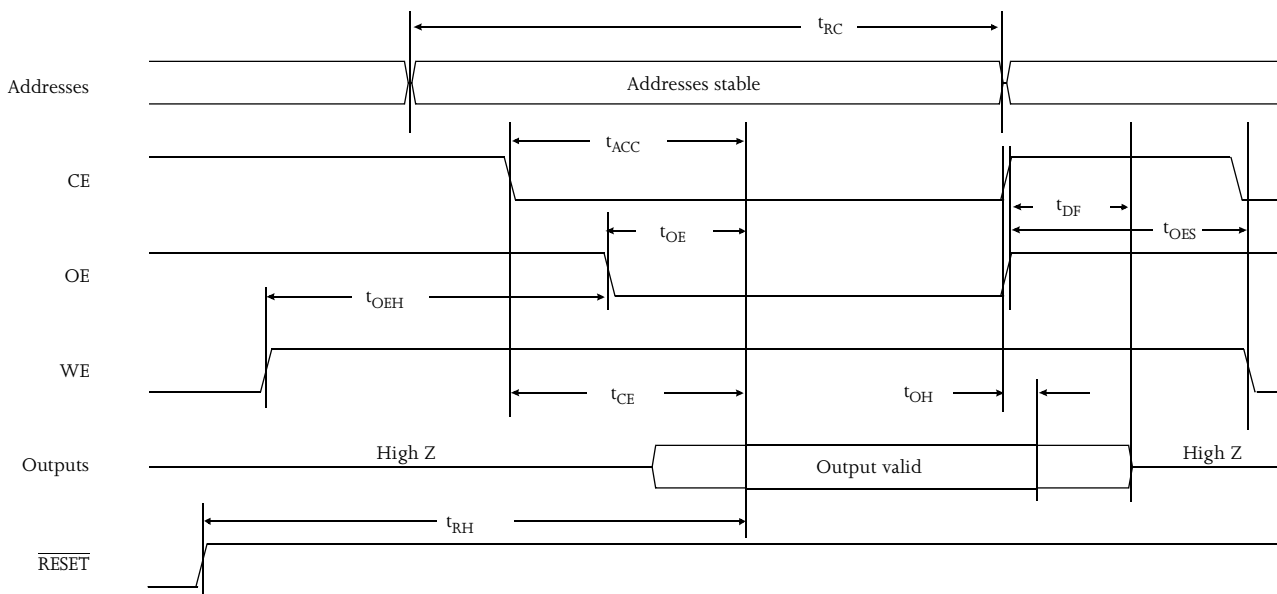 t_RC
Addresses
Addresses stable
t_ACC
CE
t_DF
t_OE
t_OES
OE
t_OEH
WE
t_CE
t_OH
High Z
High Z
Outputs
Output valid
t_RH
RESET